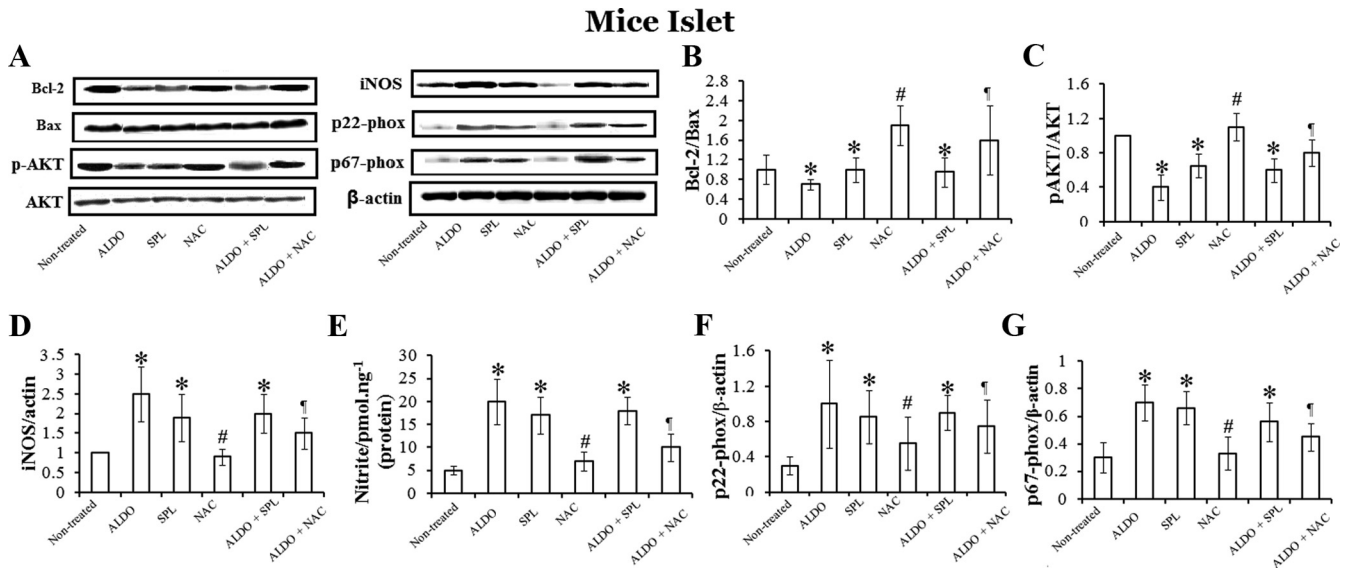 Mice Islet
A
Bcl-2
Bax
p-AKT
AKT
Non-treated
ALDO
SPL
NAC
ALDO + SPL
ALDO + NAC
iNOS
p22-phox
p67-phox
β-actin
Non-treated
ALDO
SPL
NAC
ALDO + SPL
ALDO + NAC
B
Bcl-2/Bax
2.8
2.4
2
1.6
1.2
0.8
0.4
0
* * # * ¶
Non-treated
ALDO
SPL
NAC
ALDO + SPL
ALDO + NAC
C
pAKT/AKT
1.6
1.2
0.8
0.4
0
* * # * ¶
Non-treated
ALDO
SPL
NAC
ALDO + SPL
ALDO + NAC
D
iNOS/actin
3.5
3
2.5
2
1.5
1
0.5
0
* * # * ¶
Non-treated
ALDO
SPL
NAC
ALDO + SPL
ALDO + NAC
E
Nitrite/pmol.ng-1
(protein)
30
25
20
15
10
5
0
* * # * ¶
Non-treated
ALDO
SPL
NAC
ALDO + SPL
ALDO + NAC
F
p22-phox/β-actin
1.6
1.2
0.8
0.4
0
* * # * ¶
Non-treated
ALDO
SPL
NAC
ALDO + SPL
ALDO + NAC
G
p67-phox/β-actin
1
0.8
0.6
0.4
0.2
0
* * # * ¶
Non-treated
ALDO
SPL
NAC
ALDO + SPL
ALDO + NAC